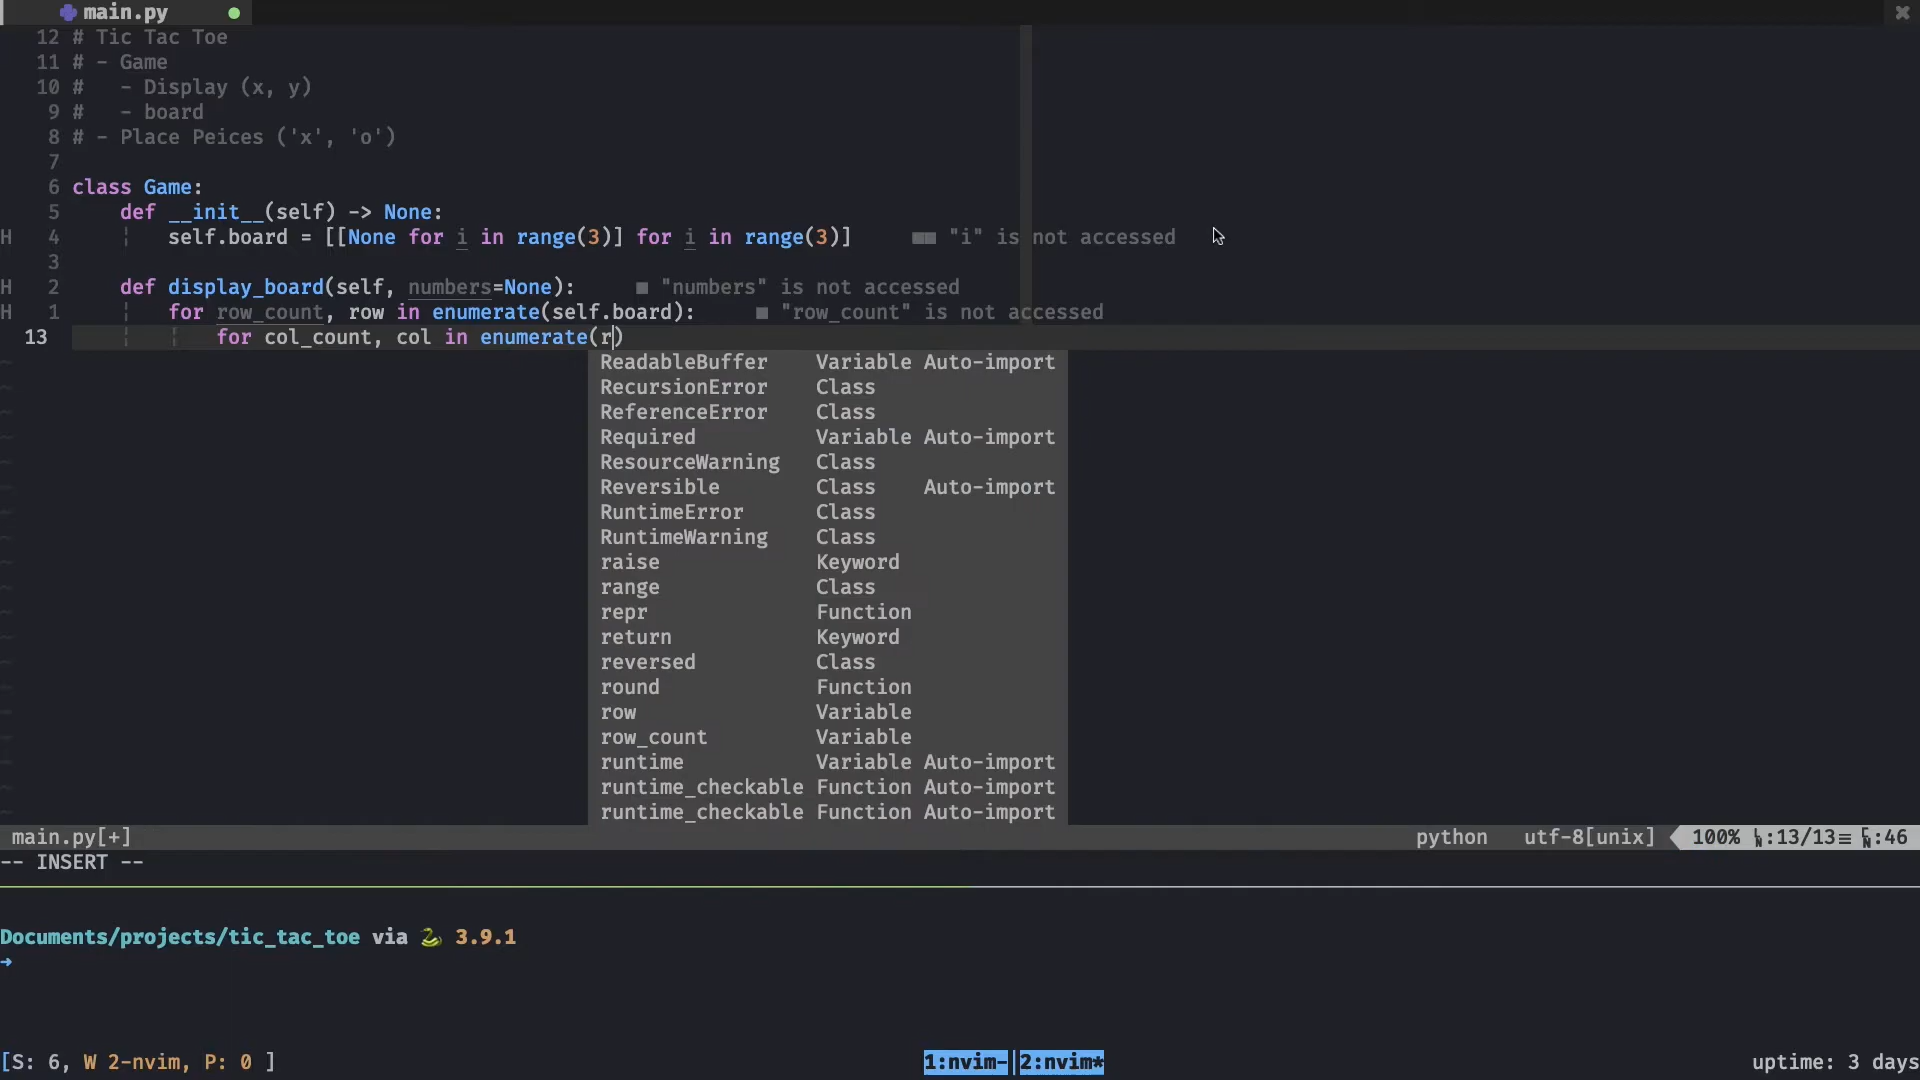 main.py
12 # Tic Tac Toe
11 # - Game
10 #   - Display (x, y)
9 #   - board
8 # - Place Peices ('x', 'o')
7
6 class Game:
5     def __init__(self) -> None:
H 4         self.board = [[None for i in range(3)] for i in range(3)]     ■■ "i" is not accessed
3
H 2     def display_board(self, numbers=None):     ■ "numbers" is not accessed
H 1         for row_count, row in enumerate(self.board):     ■ "row_count" is not accessed
13             for col_count, col in enumerate(r)
ReadableBuffer Variable Auto-import
RecursionError Class
ReferenceError Class
Required Variable Auto-import
ResourceWarning Class
Reversible Class Auto-import
RuntimeError Class
RuntimeWarning Class
raise Keyword
range Class
repr Function
return Keyword
reversed Class
round Function
row Variable
row_count Variable
runtime Variable Auto-import
runtime_checkable Function Auto-import
runtime_checkable Function Auto-import
main.py[+] python utf-8[unix] 100% :13/13≡ :46
-- INSERT --
Documents/projects/tic_tac_toe via 🐍 3.9.1
➜
[S: 6, W 2-nvim, P: 0 ] 1:nvim- 2:nvim* uptime: 3 days